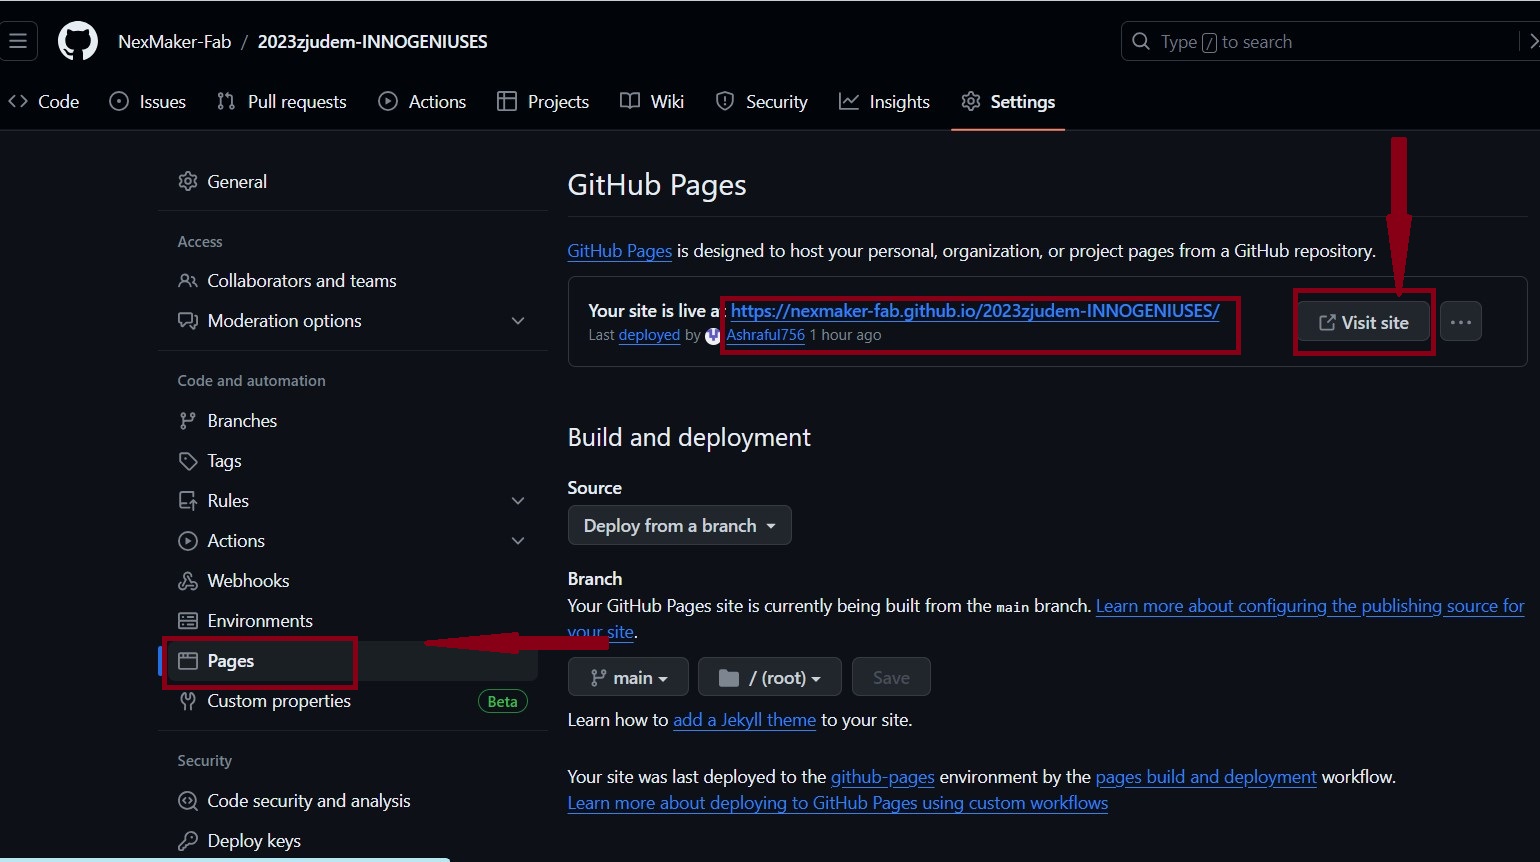 NexMaker-Fab / 2023zjudem-INNOGENIUSES
Type / to search
Code Issues Pull requests Actions Projects Wiki Security Insights Settings
General
Access
Collaborators and teams
Moderation options
Code and automation
Branches
Tags
Rules
Actions
Webhooks
Environments
Pages
Custom properties Beta
Security
Code security and analysis
Deploy keys
GitHub Pages
GitHub Pages is designed to host your personal, organization, or project pages from a GitHub repository.
Your site is live at https://nexmaker-fab.github.io/2023zjudem-INNOGENIUSES/
Last deployed by Ashraful756 1 hour ago
Visit site
Build and deployment
Source
Deploy from a branch
Branch
Your GitHub Pages site is currently being built from the main branch. Learn more about configuring the publishing source for
your site.
main / (root) Save
Learn how to add a Jekyll theme to your site.
Your site was last deployed to the github-pages environment by the pages build and deployment workflow.
Learn more about deploying to GitHub Pages using custom workflows